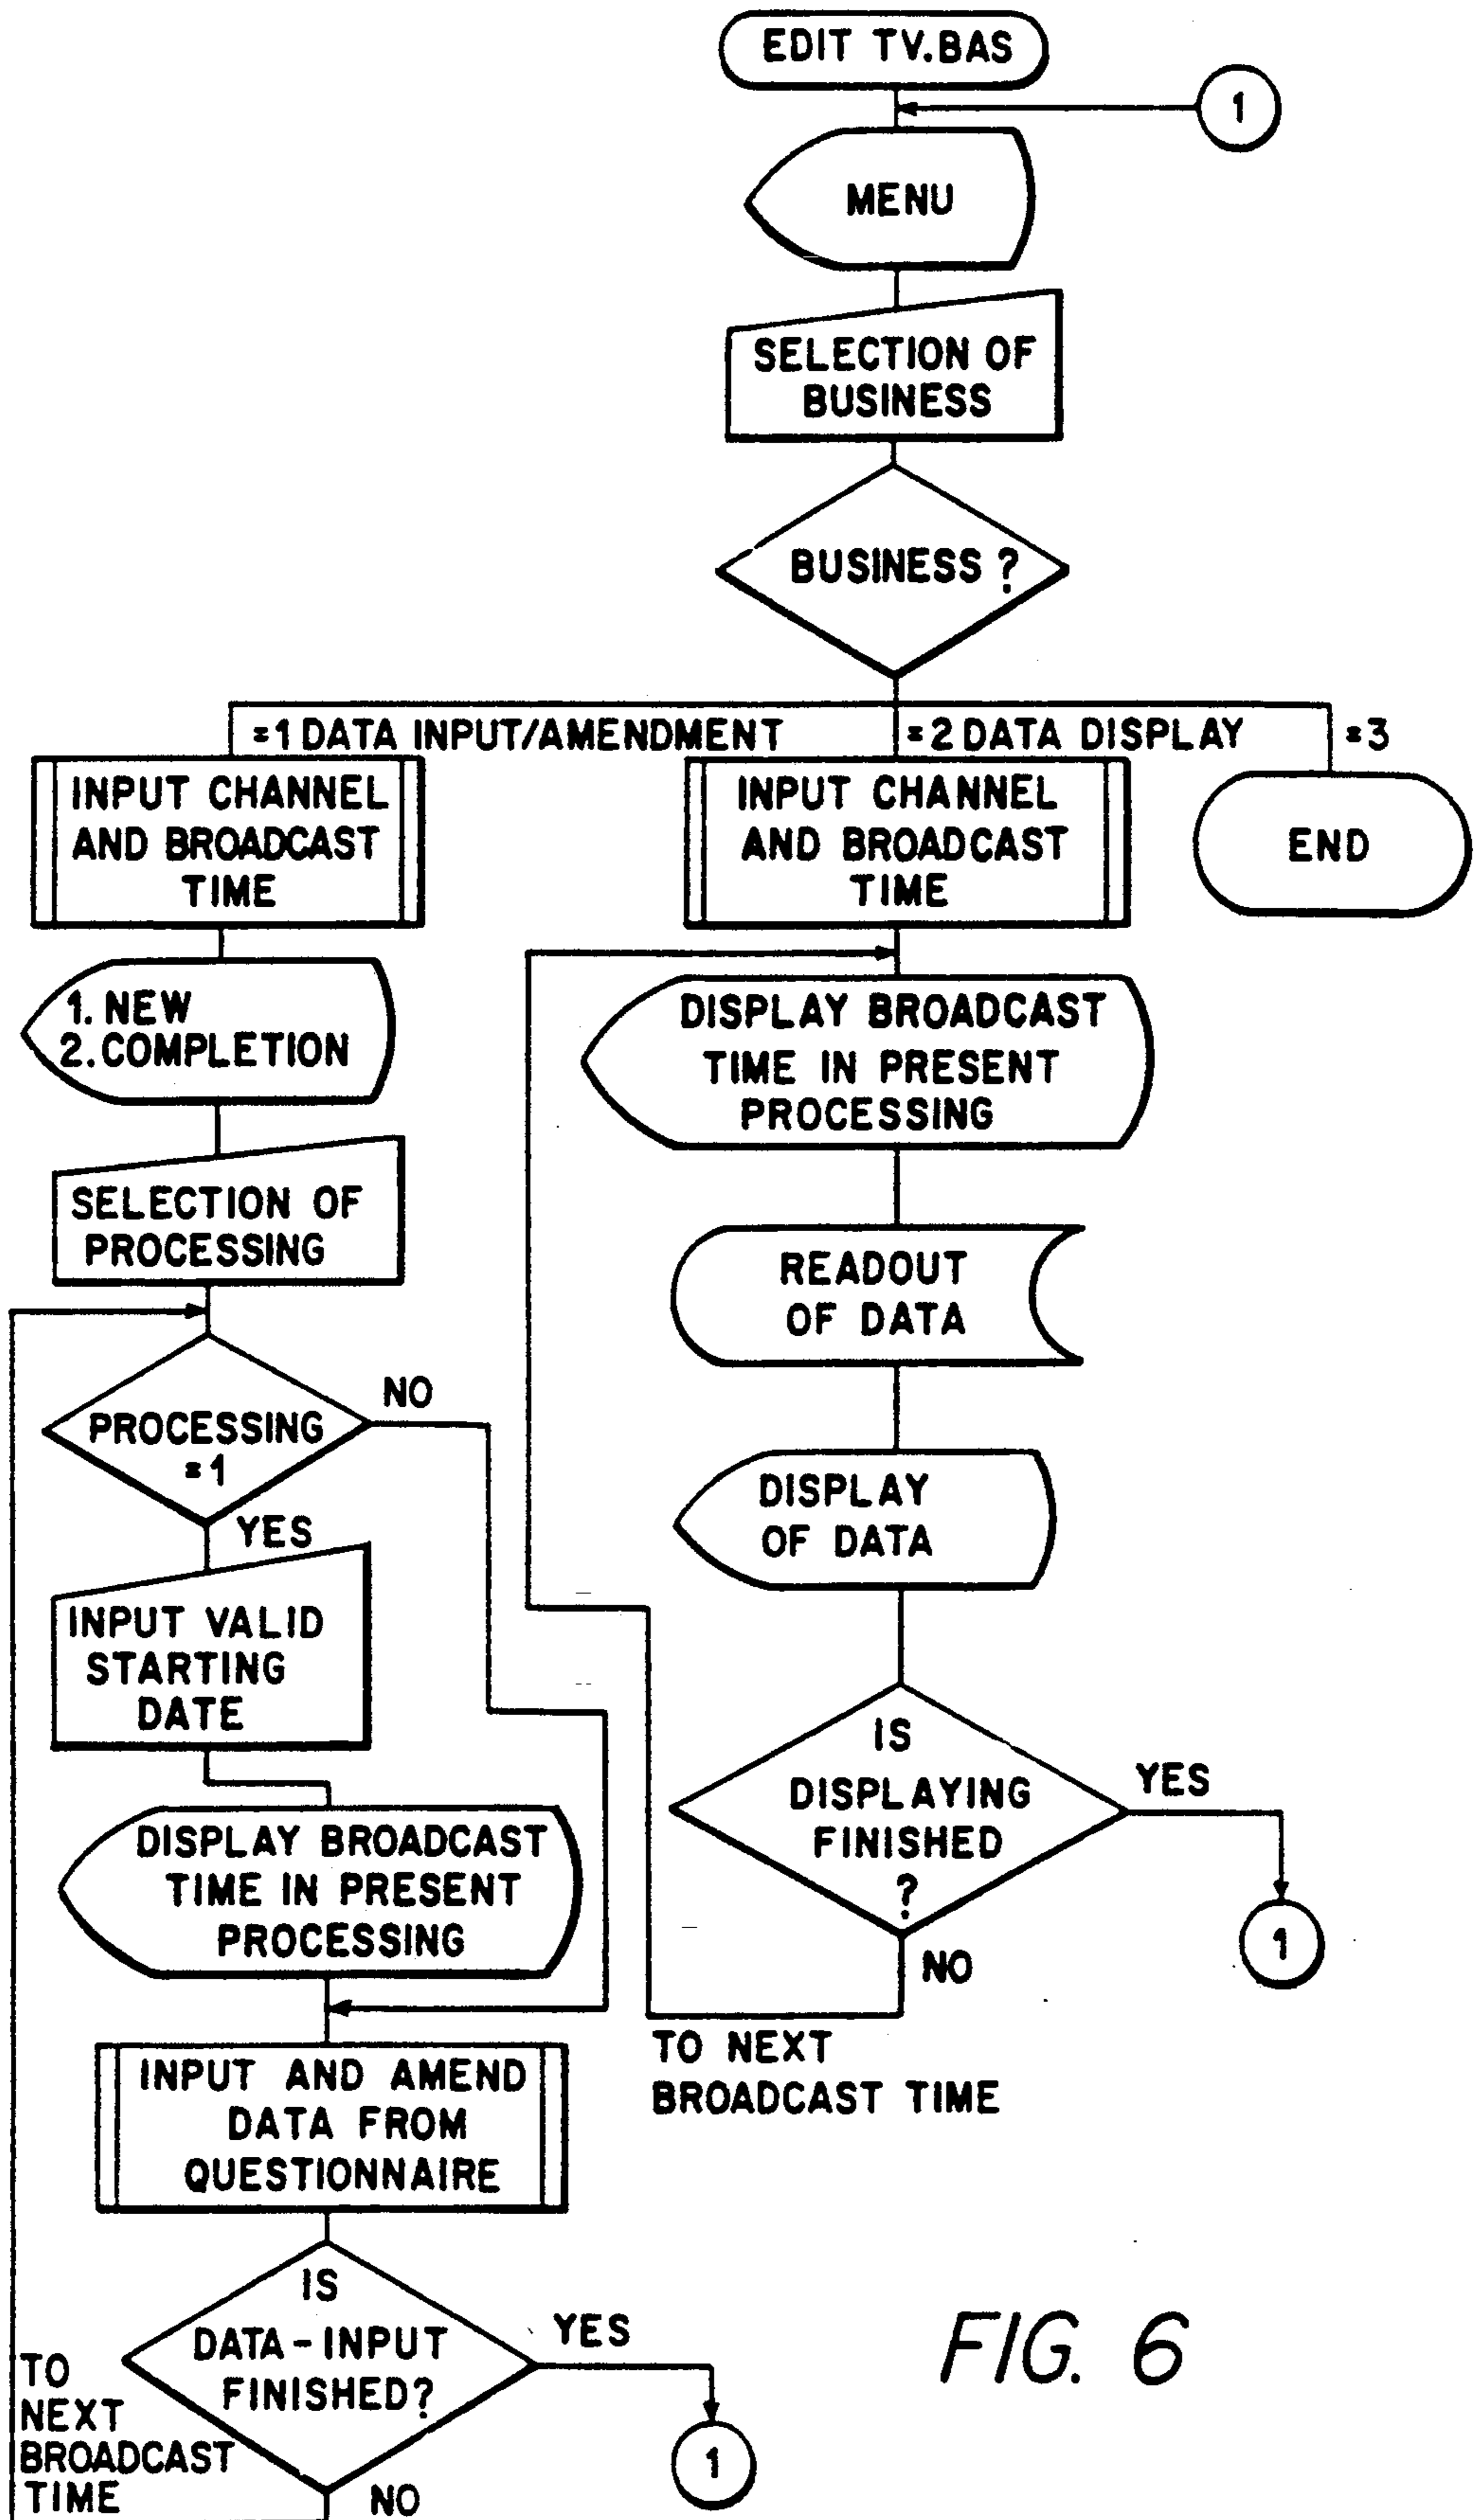 EDIT TV.BAS
1
MENU
SELECTION OF
BUSINESS
BUSINESS ?
=1 DATA INPUT/AMENDMENT
=2 DATA DISPLAY
=3
INPUT CHANNEL
AND BROADCAST
TIME
1. NEW
2. COMPLETION
SELECTION OF
PROCESSING
PROCESSING
=1
NO
YES
INPUT VALID
STARTING
DATE
DISPLAY BROADCAST
TIME IN PRESENT
PROCESSING
INPUT AND AMEND
DATA FROM
QUESTIONNAIRE
IS
DATA-INPUT
FINISHED?
YES
1
NO
TO
NEXT
BROADCAST
TIME
INPUT CHANNEL
AND BROADCAST
TIME
DISPLAY BROADCAST
TIME IN PRESENT
PROCESSING
READOUT
OF DATA
DISPLAY
OF DATA
IS
DISPLAYING
FINISHED
?
YES
1
NO
TO NEXT
BROADCAST TIME
END
FIG. 6